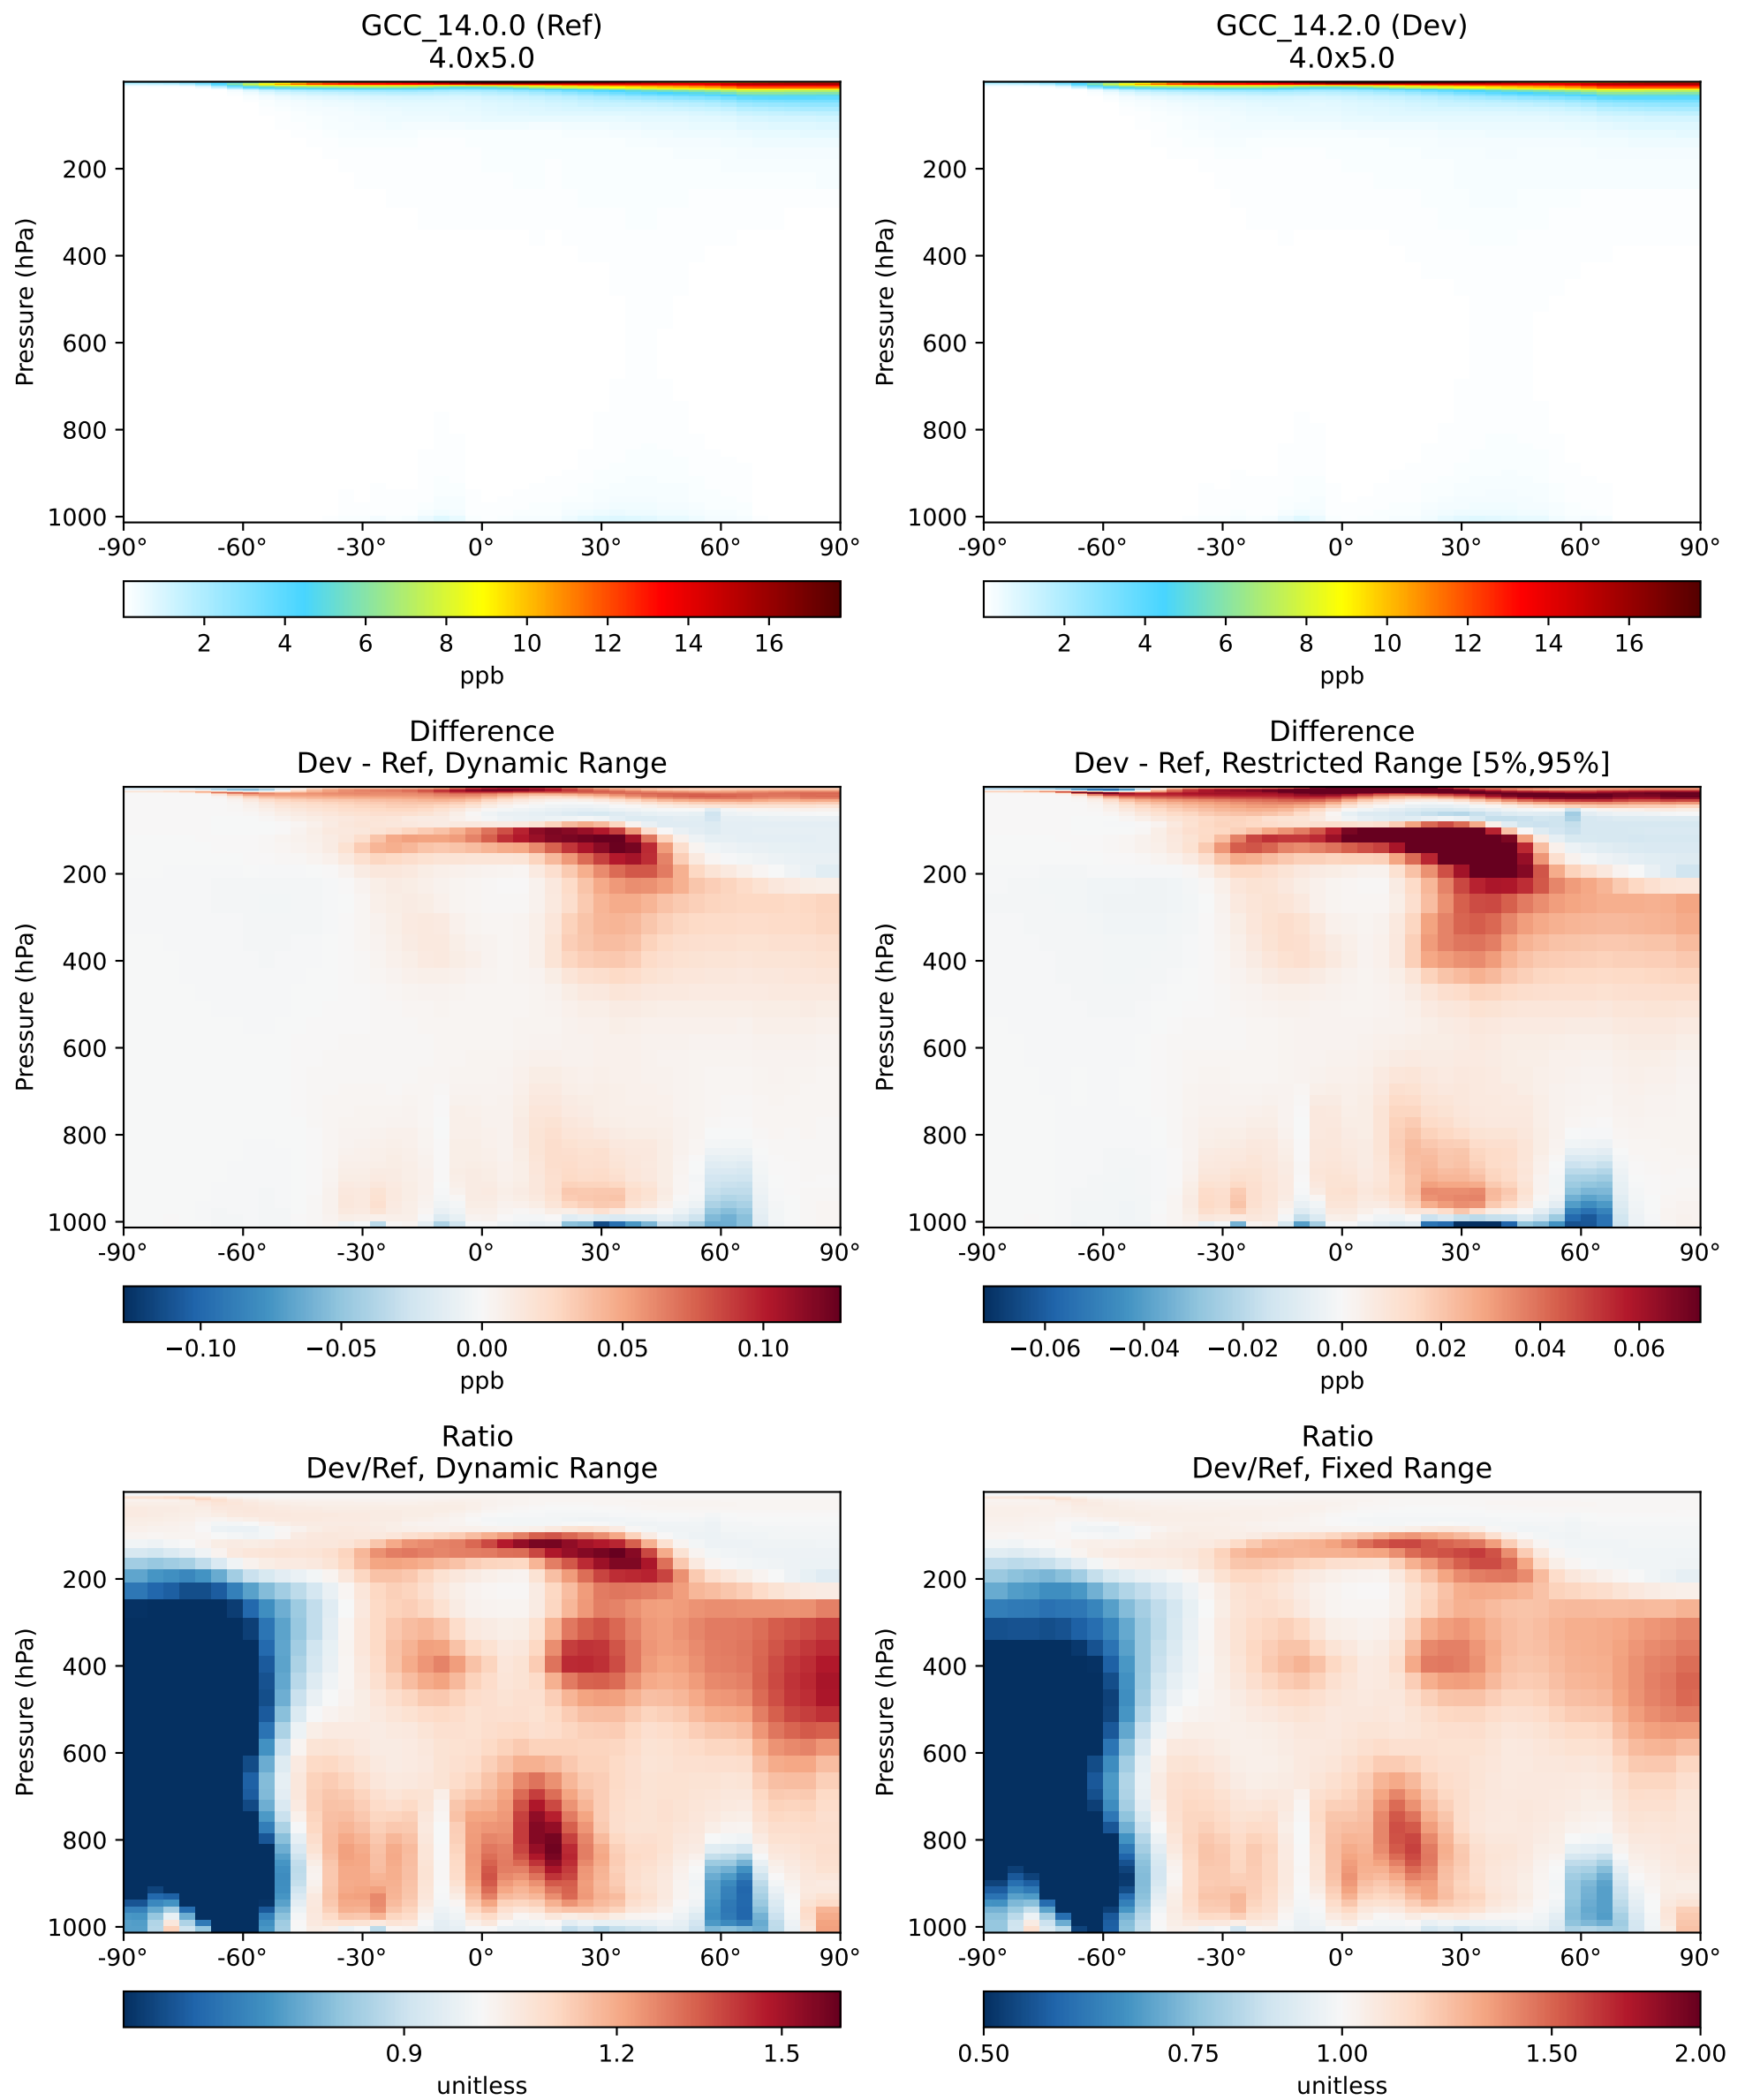 GCC_14.0.0 (Ref)
4.0x5.0
Pressure (hPa)
200
400
600
800
1000
-90° -60° -30° 0° 30° 60° 90°
2 4 6 8 10 12 14 16
ppb
GCC_14.2.0 (Dev)
4.0x5.0
Pressure (hPa)
200
400
600
800
1000
-90° -60° -30° 0° 30° 60° 90°
2 4 6 8 10 12 14 16
ppb
Difference
Dev - Ref, Dynamic Range
Pressure (hPa)
200
400
600
800
1000
-90° -60° -30° 0° 30° 60° 90°
−0.10 −0.05 0.00 0.05 0.10
ppb
Difference
Dev - Ref, Restricted Range [5%,95%]
Pressure (hPa)
200
400
600
800
1000
-90° -60° -30° 0° 30° 60° 90°
−0.06 −0.04 −0.02 0.00 0.02 0.04 0.06
ppb
Ratio
Dev/Ref, Dynamic Range
Pressure (hPa)
200
400
600
800
1000
-90° -60° -30° 0° 30° 60° 90°
0.9 1.2 1.5
unitless
Ratio
Dev/Ref, Fixed Range
Pressure (hPa)
200
400
600
800
1000
-90° -60° -30° 0° 30° 60° 90°
0.50 0.75 1.00 1.50 2.00
unitless